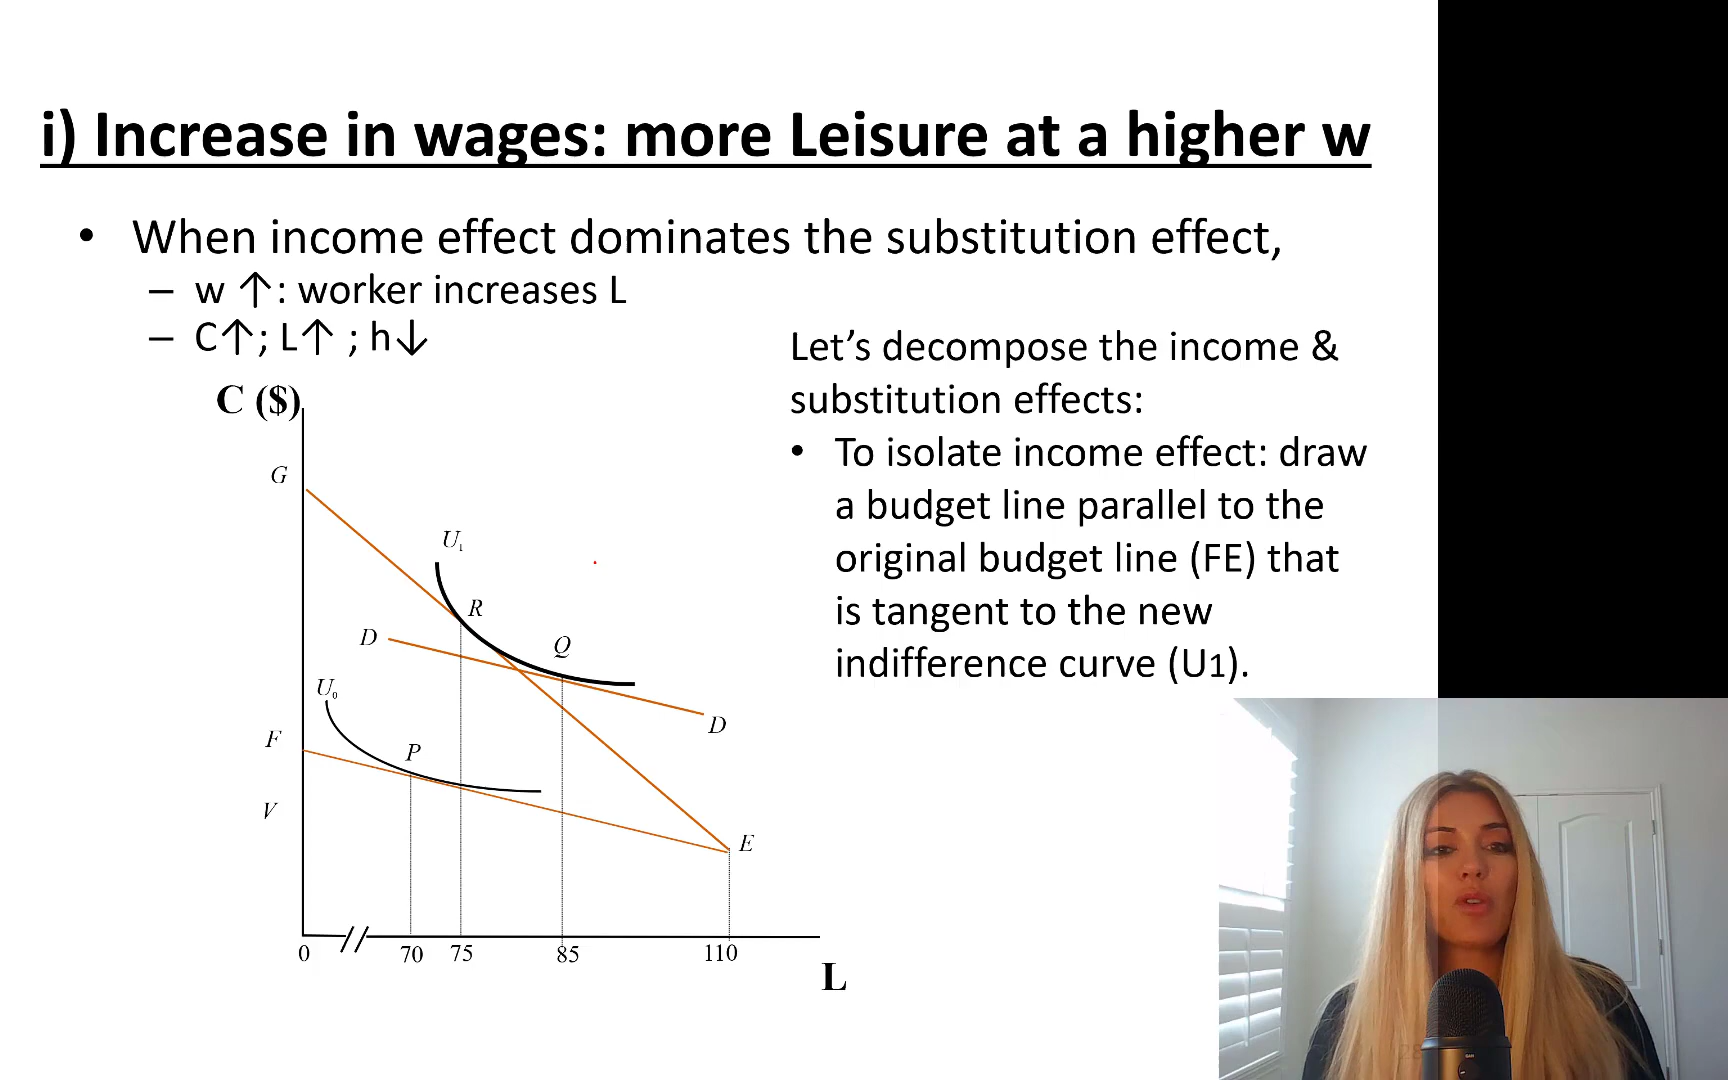 i) Increase in wages: more Leisure at a higher w
• When income effect dominates the substitution effect,
– w ↑: worker increases L
– C↑; L↑ ; h↓
Let’s decompose the income &
substitution effects:
• To isolate income effect: draw
a budget line parallel to the
original budget line (FE) that
is tangent to the new
indifference curve (U1).
C ($)
G
U₁
R
D
Q
U₀
D
F
P
V
E
0 70 75 85 110
L